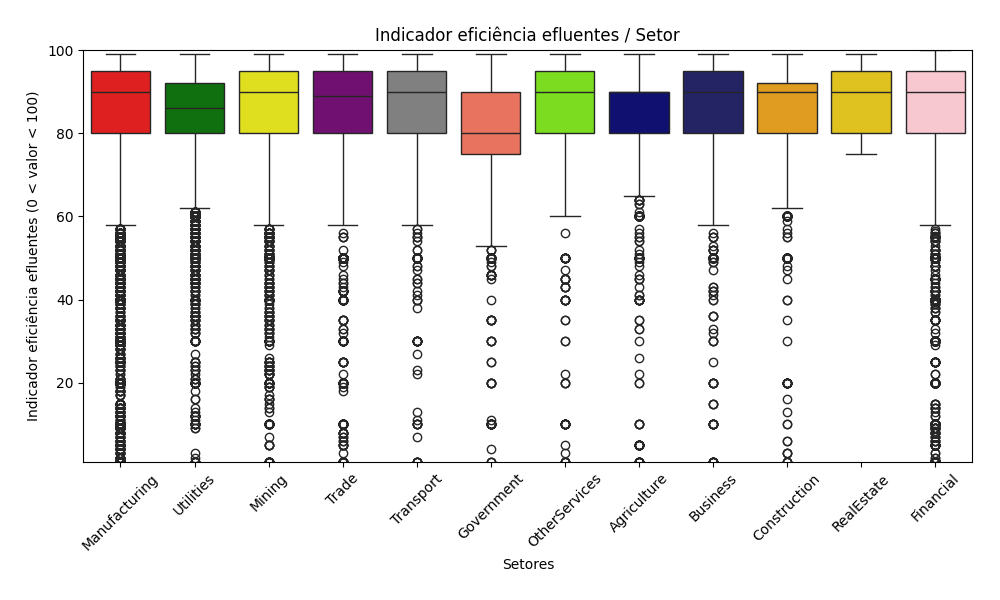 Indicador eficiência efluentes / Setor
Indicador eficiência efluentes (0 < valor < 100)
100
80
60
40
20
Manufacturing
Utilities
Mining
Trade
Transport
Government
OtherServices
Agriculture
Business
Construction
RealEstate
Financial
Setores